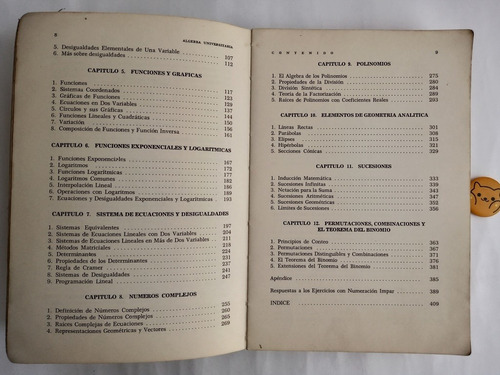 8 ALGEBRA UNIVERSITARIA
5. Desigualdades Elementales de Una Variable 107
6. Más sobre desigualdades 112
CAPITULO 5. FUNCIONES Y GRAFICAS
1. Funciones 117
2. Sistemas Coordenados 123
3. Gráficas de Funciones 129
4. Ecuaciones en Dos Variables
5. Círculos y sus Gráficas
6. Funciones Lineales y Cuadráticas 144
7. Variación 150
8. Composición de Funciones y Función Inversa 156
161
CAPITULO 6. FUNCIONES EXPONENCIALES Y LOGARITMICAS
1. Funciones Exponenciales 167
2. Logaritmos 172
3. Funciones Logarítmicas 177
4. Logaritmos Comunes 182
5. Interpolación Lineal 186
6. Operaciones con Logaritmos 189
7. Ecuaciones y Desigualdades Exponenciales y Logarítmicas 193
CAPITULO 7. SISTEMA DE ECUACIONES Y DESIGUALDADES
1. Sistemas Equivalentes 197
2. Sistemas de Ecuaciones Lineales con Dos Variables 204
3. Sistemas de Ecuaciones Lineales en Más de Dos Variables 211
4. Métodos Matriciales 218
5. Determinantes 224
6. Propiedades de los Determinantes 231
7. Regla de Cramer 237
8. Sistemas de Desigualdades 241
9. Programación Lineal 247
CAPITULO 8. NUMEROS COMPLEJOS
1. Definición de Números Complejos 255
2. Propiedades de Números Complejos 260
3. Raíces Complejas de Ecuaciones 265
4. Representaciones Geométricas y Vectores 269
CONTENIDO 9
CAPITULO 9. POLINOMIOS
1. El Algebra de los Polinomios 275
2. Propiedades de la División 280
3. División Sintética 284
4. Teoría de la Factorización 289
5. Raíces de Polinomios con Coeficientes Reales 293
CAPITULO 10. ELEMENTOS DE GEOMETRIA ANALITICA
1. Líneas Rectas 301
2. Parábolas 308
3. Elipses 315
4. Hipérbolas 321
5. Secciones Cónicas 329
CAPITULO 11. SUCESIONES
1. Inducción Matemática 333
2. Sucesiones Infinitas 339
3. Notación para la Suma 343
4. Sucesiones Aritméticas 347
5. Sucesiones Geométricas 353
6. Límites de Sucesiones 356
CAPITULO 12. PERMUTACIONES, COMBINACIONES Y
EL TEOREMA DEL BINOMIO
1. Principios de Conteo 363
2. Permutaciones 367
3. Permutaciones Distinguibles y Combinaciones 371
4. El Teorema del Binomio 376
5. Extensiones del Teorema del Binomio 380
Apéndice 385
Respuestas a los Ejercicios con Numeración Impar 389
INDICE 409